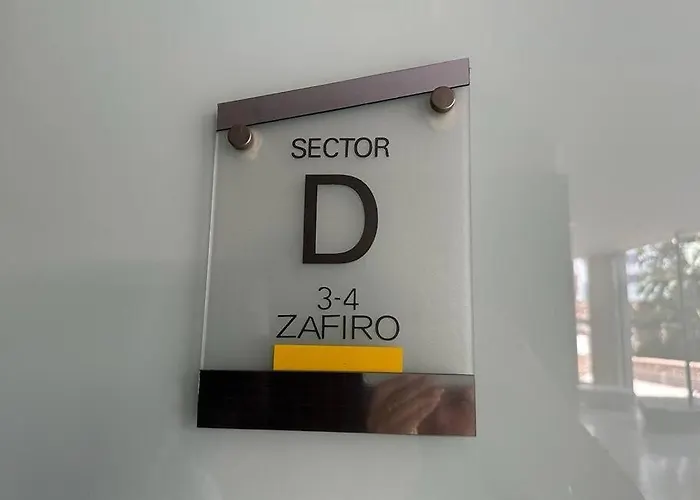 SECTOR
D
3-4
ZAFIRO